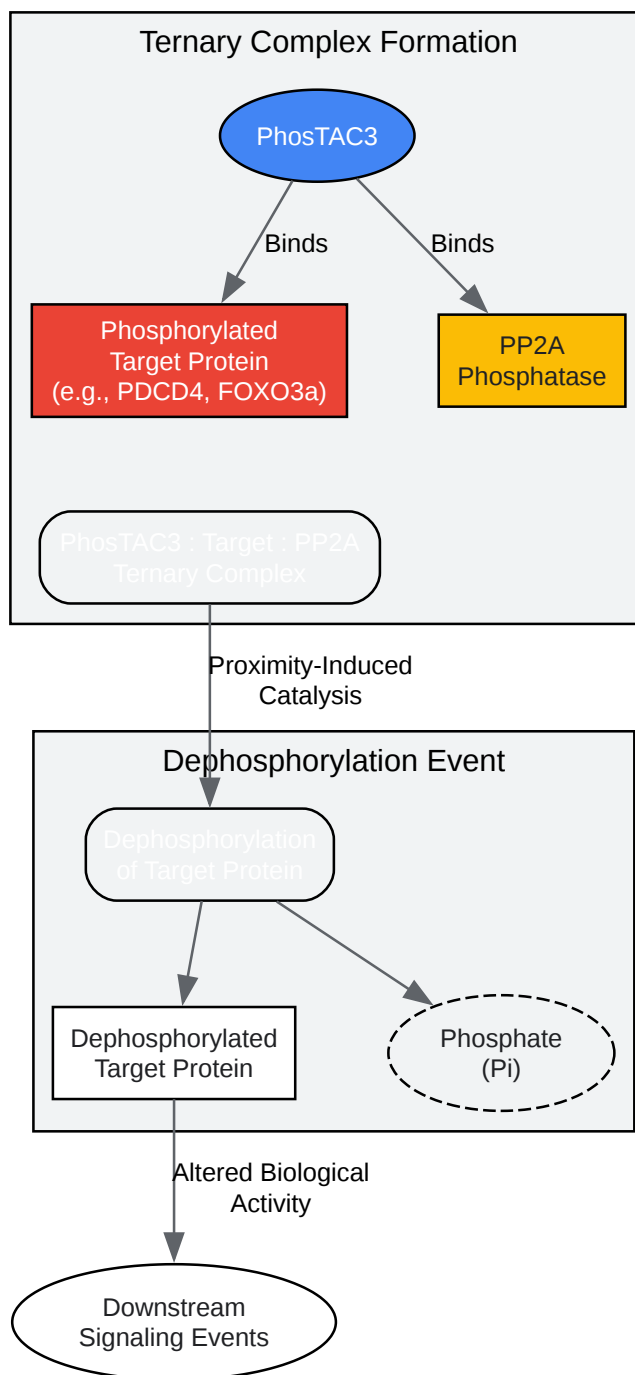 Ternary Complex Formation
PhosTAC3
Binds
Binds
Phosphorylated
Target Protein
(e.g., PDCD4, FOXO3a)
PP2A
Phosphatase
PhosTAC3 : Target : PP2A
Ternary Complex
Proximity-Induced
Catalysis
Dephosphorylation Event
Dephosphorylation
of Target Protein
Dephosphorylated
Target Protein
Phosphate
(Pi)
Altered Biological
Activity
Downstream
Signaling Events